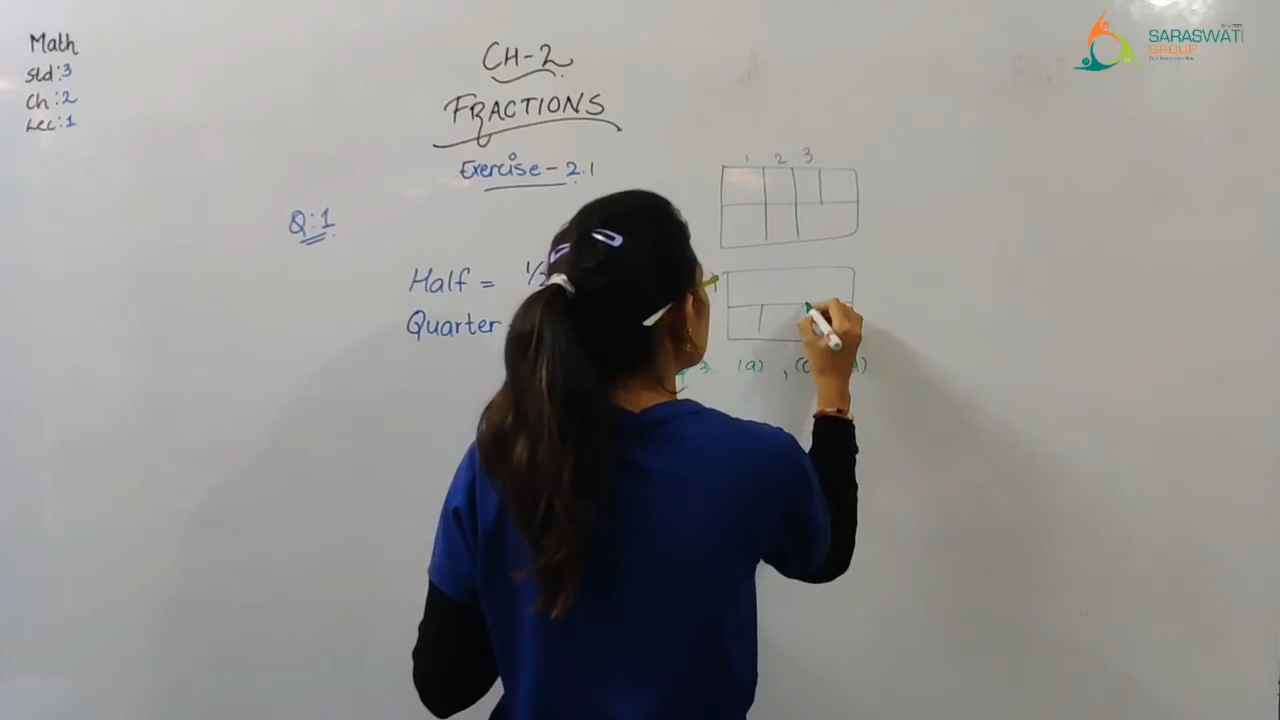 Math
Std:3
Ch:2
Lec:1
CH-2
FRACTIONS
Exercise-2.1
Q:1
Half = 1/2
Quarter
1 2 3
3 (a) , (
SARASWATI
GROUP